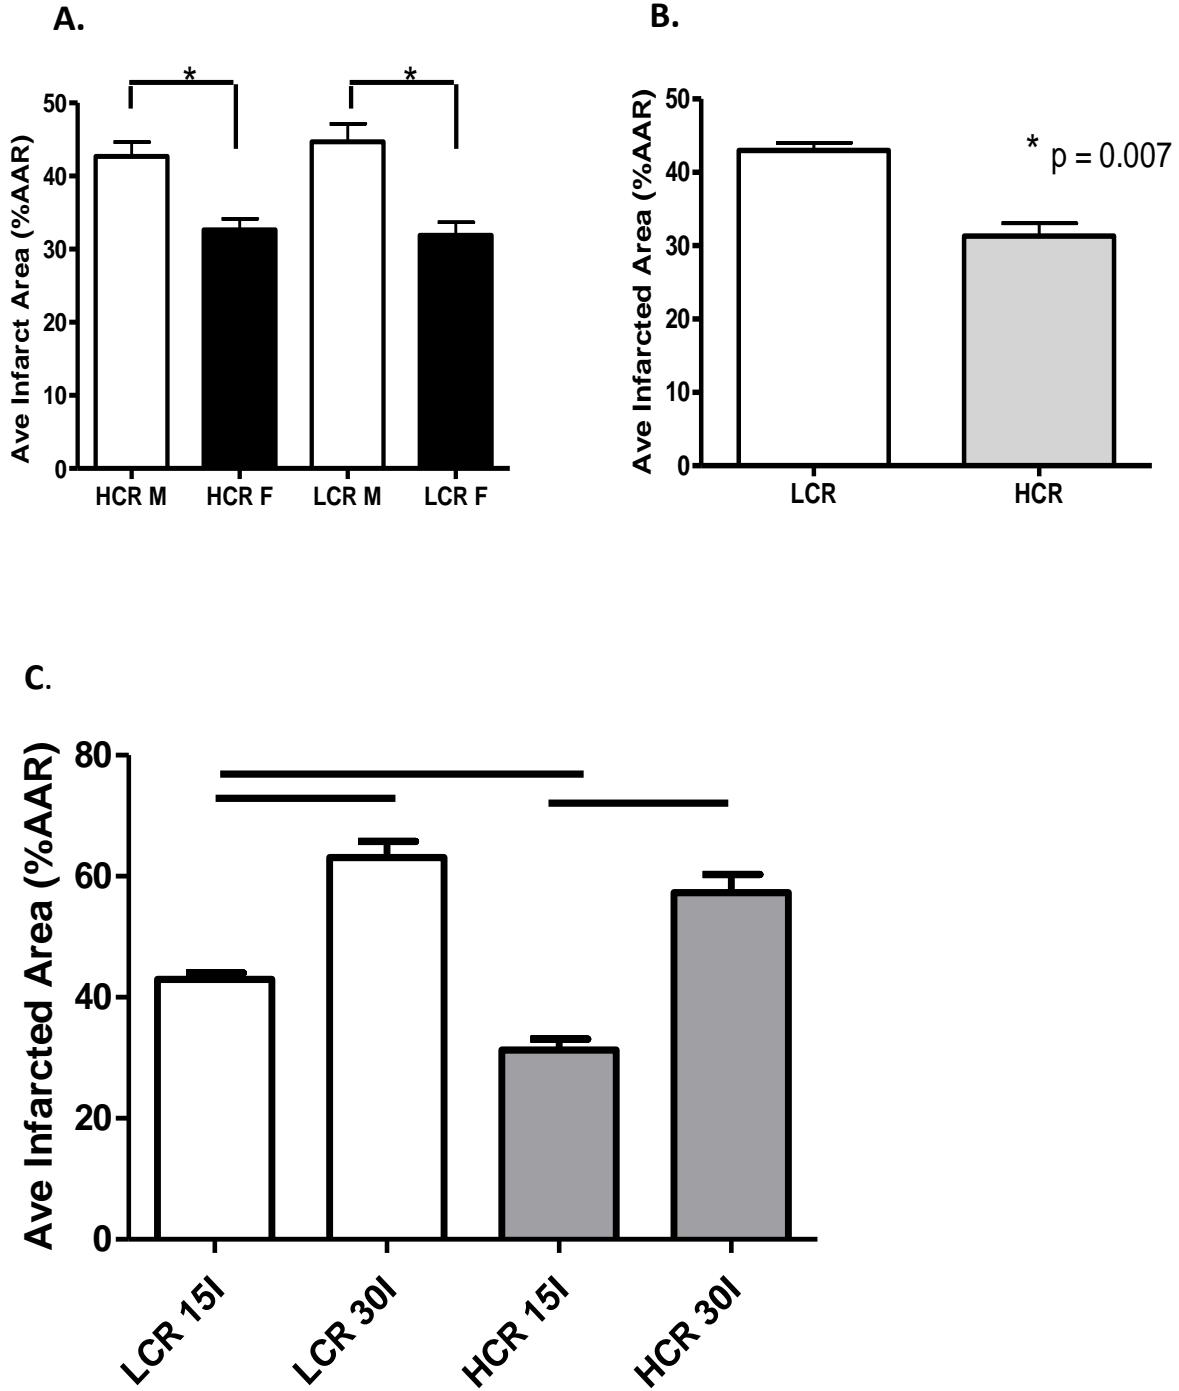 A.
B.
* *
Ave Infarct Area (%AAR)
50
40
30
20
10
0
HCR M HCR F LCR M LCR F
Ave Infarcted Area (%AAR)
50
40
30
20
10
0
* p = 0.007
LCR HCR
C.
Ave Infarcted Area (%AAR)
80
60
40
20
0
LCR 15I
LCR 30I
HCR 15I
HCR 30I